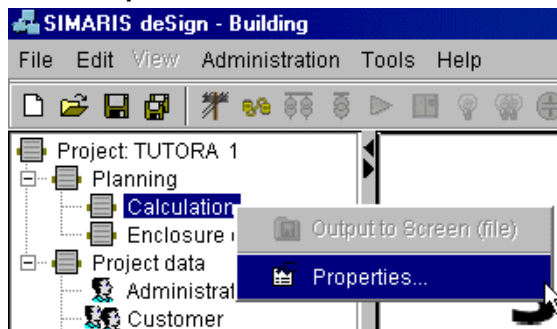 SIMARIS deSign - Building
File Edit View Administration Tools Help
Project: TUTORA 1
Planning
Calculation
Enclosure
Output to Screen (file)
Project data
Properties...
Customer